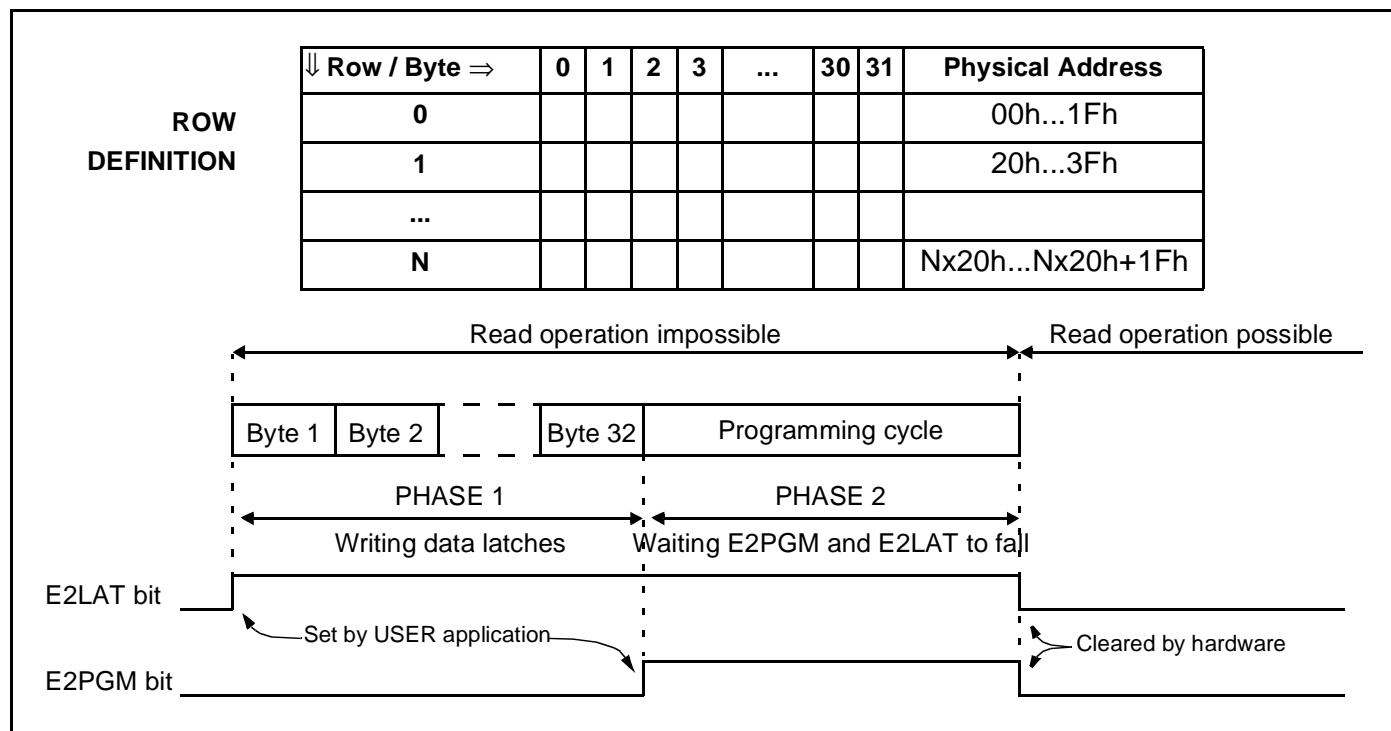 ⇓ Row / Byte ⇒ 0 1 2 3 ... 30 31 Physical Address
ROW DEFINITION
0 00h...1Fh
1 20h...3Fh
...
N Nx20h...Nx20h+1Fh
Read operation impossible Read operation possible
Byte 1 Byte 2 Byte 32 Programming cycle
PHASE 1 PHASE 2
Writing data latches Waiting E2PGM and E2LAT to fall
E2LAT bit
Set by USER application Cleared by hardware
E2PGM bit